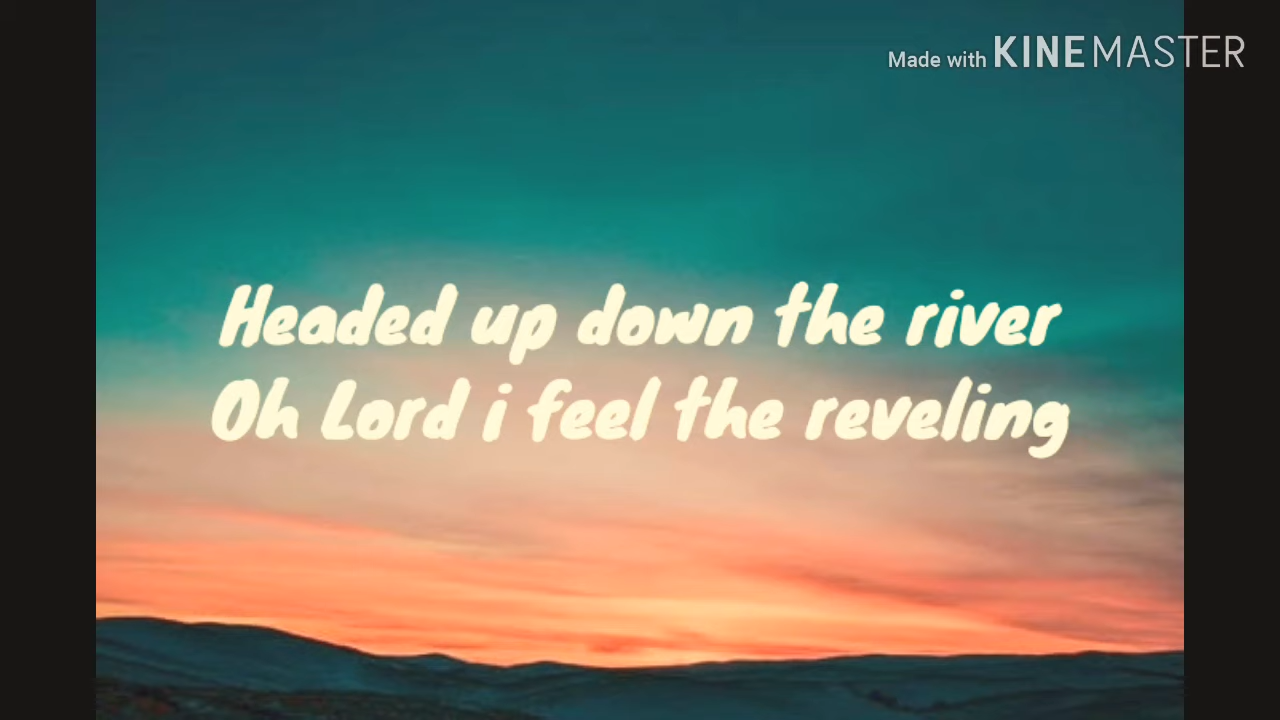 Made with KINEMASTER
Headed up down the river
Oh Lord i feel the reveling